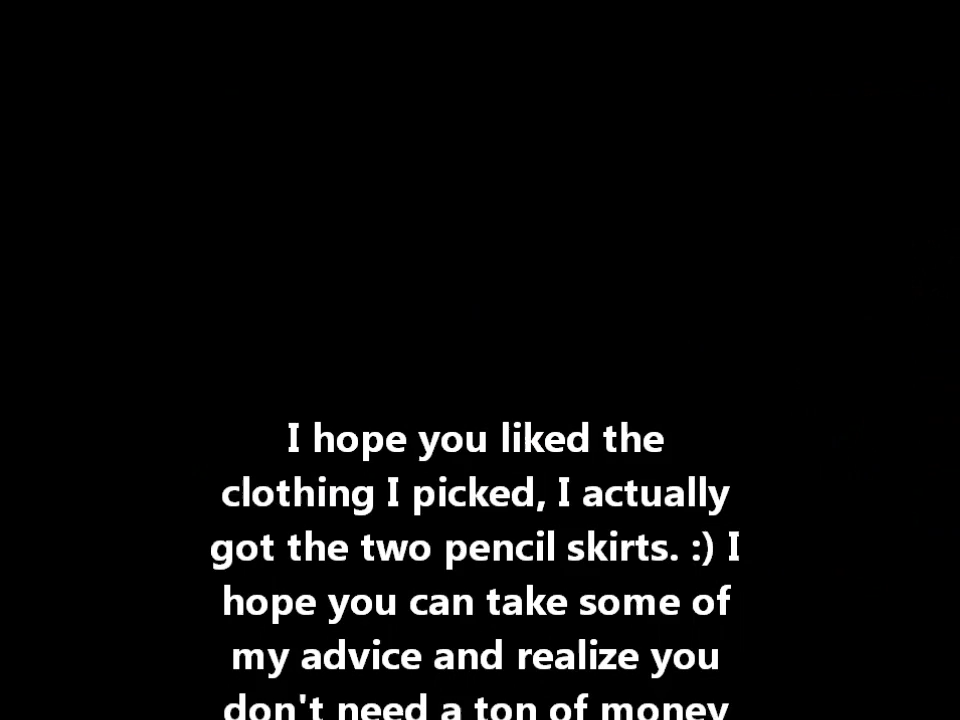 I hope you liked the
clothing I picked, I actually
got the two pencil skirts. :) I
hope you can take some of
my advice and realize you
don't need a ton of money